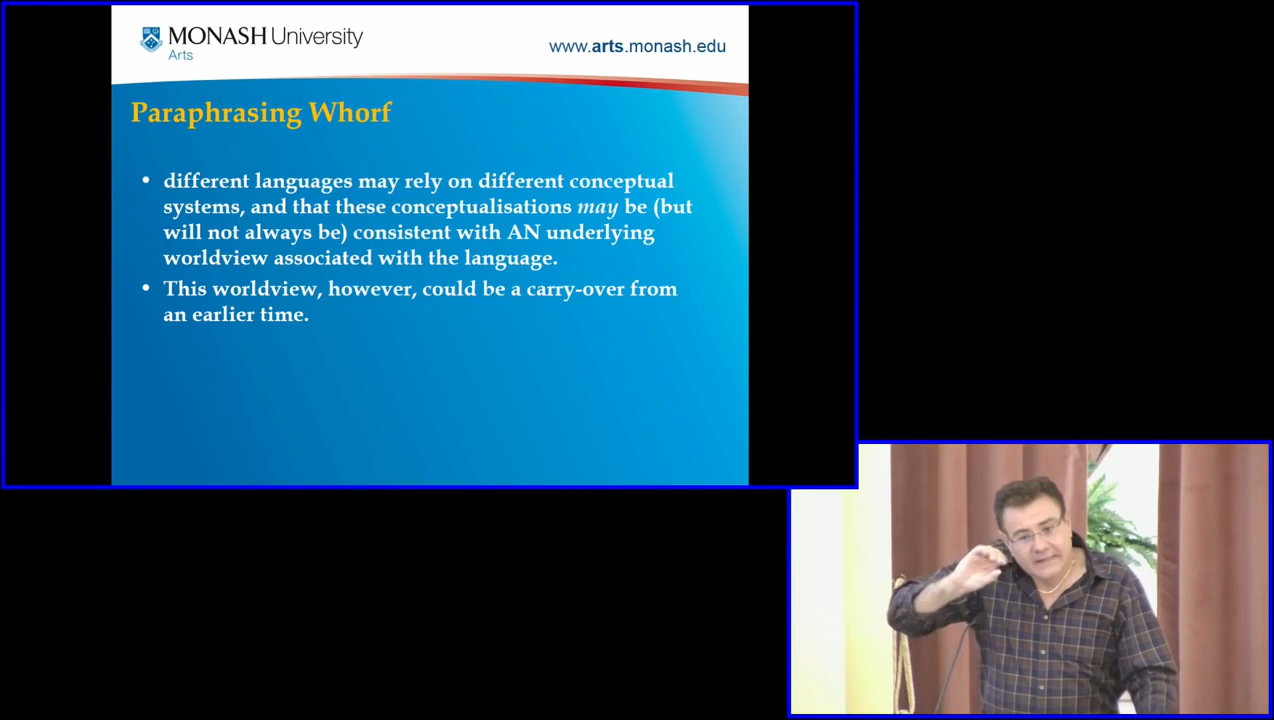 MONASH University
Arts
www.arts.monash.edu
Paraphrasing Whorf
• different languages may rely on different conceptual
systems, and that these conceptualisations may be (but
will not always be) consistent with AN underlying
worldview associated with the language.
• This worldview, however, could be a carry-over from
an earlier time.